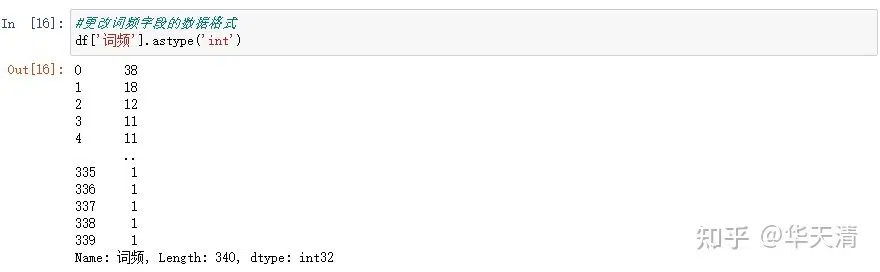 In [16]: #更改词频字段的数据格式
df['词频'].astype('int')
Out[16]: 0 38
1 18
2 12
3 11
4 11
..
335 1
336 1
337 1
338 1
339 1
Name: 词频, Length: 340, dtype: int32
知乎 @华天清